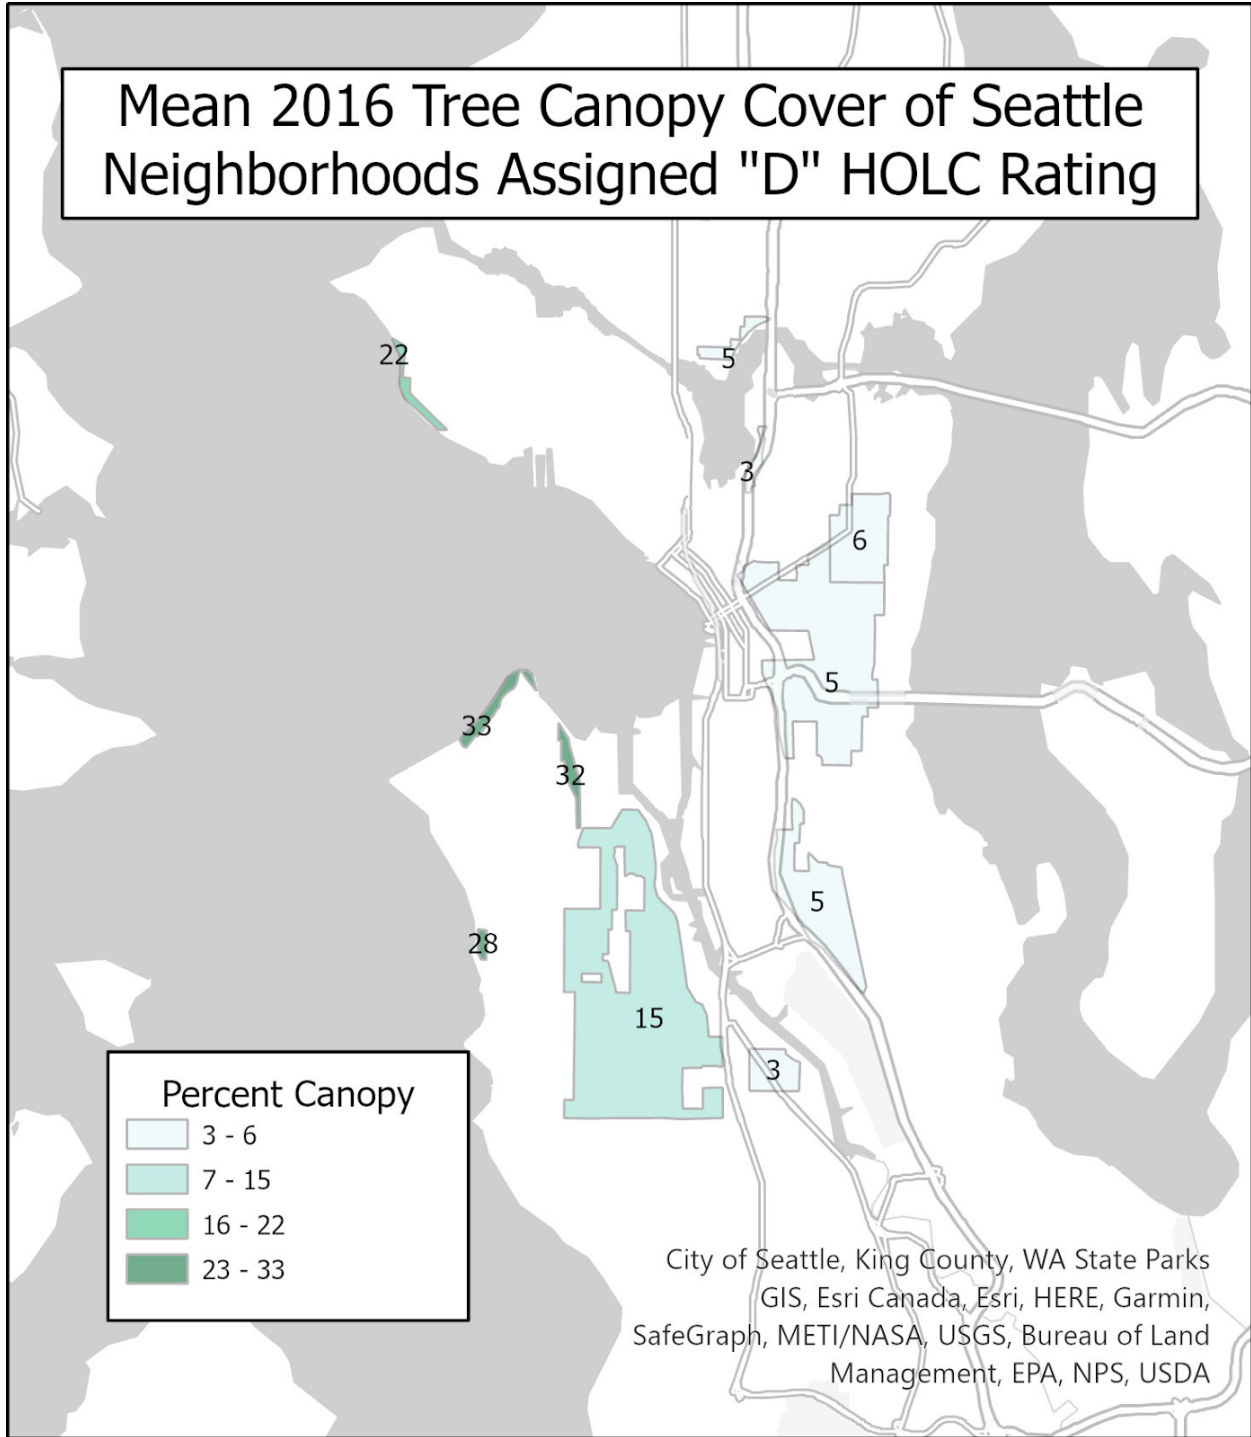 Mean 2016 Tree Canopy Cover of Seattle
Neighborhoods Assigned "D" HOLC Rating
22
5
3
6
5
33
32
5
28
15
3
Percent Canopy
3 - 6
7 - 15
16 - 22
23 - 33
City of Seattle, King County, WA State Parks
GIS, Esri Canada, Esri, HERE, Garmin,
SafeGraph, METI/NASA, USGS, Bureau of Land
Management, EPA, NPS, USDA